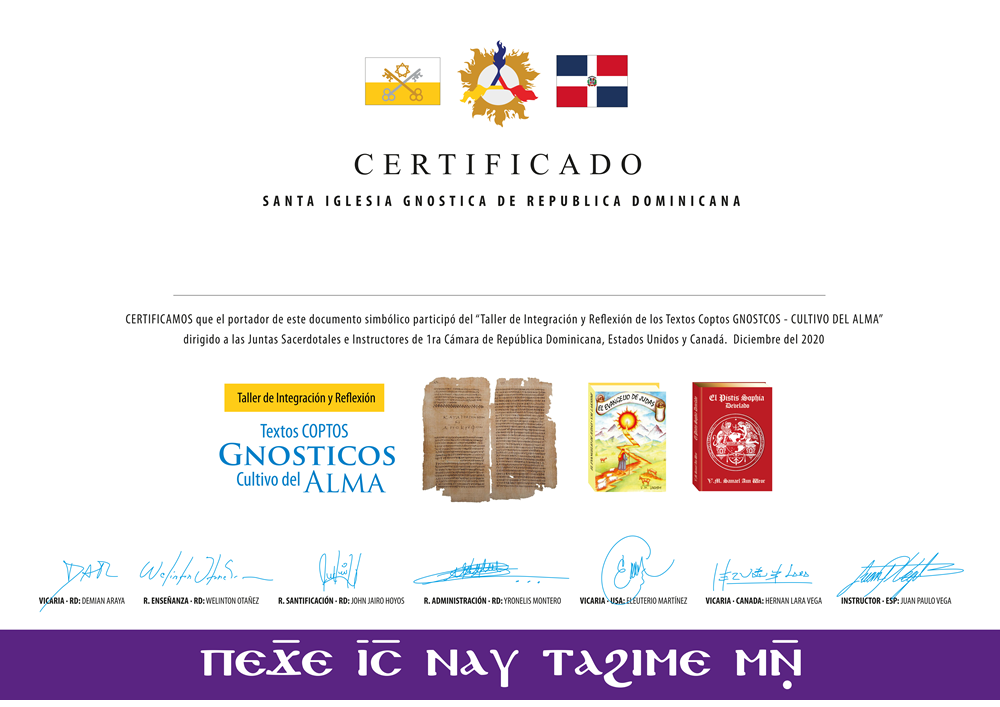 CERTIFICADO
SANTA IGLESIA GNOSTICA DE REPUBLICA DOMINICANA
CERTIFICAMOS que el portador de este documento simbólico participó del “Taller de Integración y Reflexión de los Textos Coptos GNOSTCOS - CULTIVO DEL ALMA”
dirigido a las Juntas Sacerdotales e Instructores de 1ra Cámara de República Dominicana, Estados Unidos y Canadá. Diciembre del 2020
Taller de Integración y Reflexión
Textos COPTOS
GNOSTICOS
Cultivo del ALMA
EL EVANGELIO DE JUDAS
El Pistis Sophia
Develado
V.M. Samael Aun Weor
VICARIA - RD: DEMIAN ARAYA R. ENSEÑANZA - RD: WELINTON OTAÑEZ R. SANTIFICACIÓN - RD: JOHN JAIRO HOYOS R. ADMINISTRACIÓN - RD: YRONELIS MONTERO VICARIA - USA: ELEUTERIO MARTÍNEZ VICARIA - CANADA: HERNAN LARA VEGA INSTRUCTOR - ESP: JUAN PAULO VEGA
ⲡⲉϫ̅ⲉ ⲓ̅ⲥ̅ ⲛⲁⲩ ⲧⲁϩⲓⲙⲉ ⲙⲛ̣̅